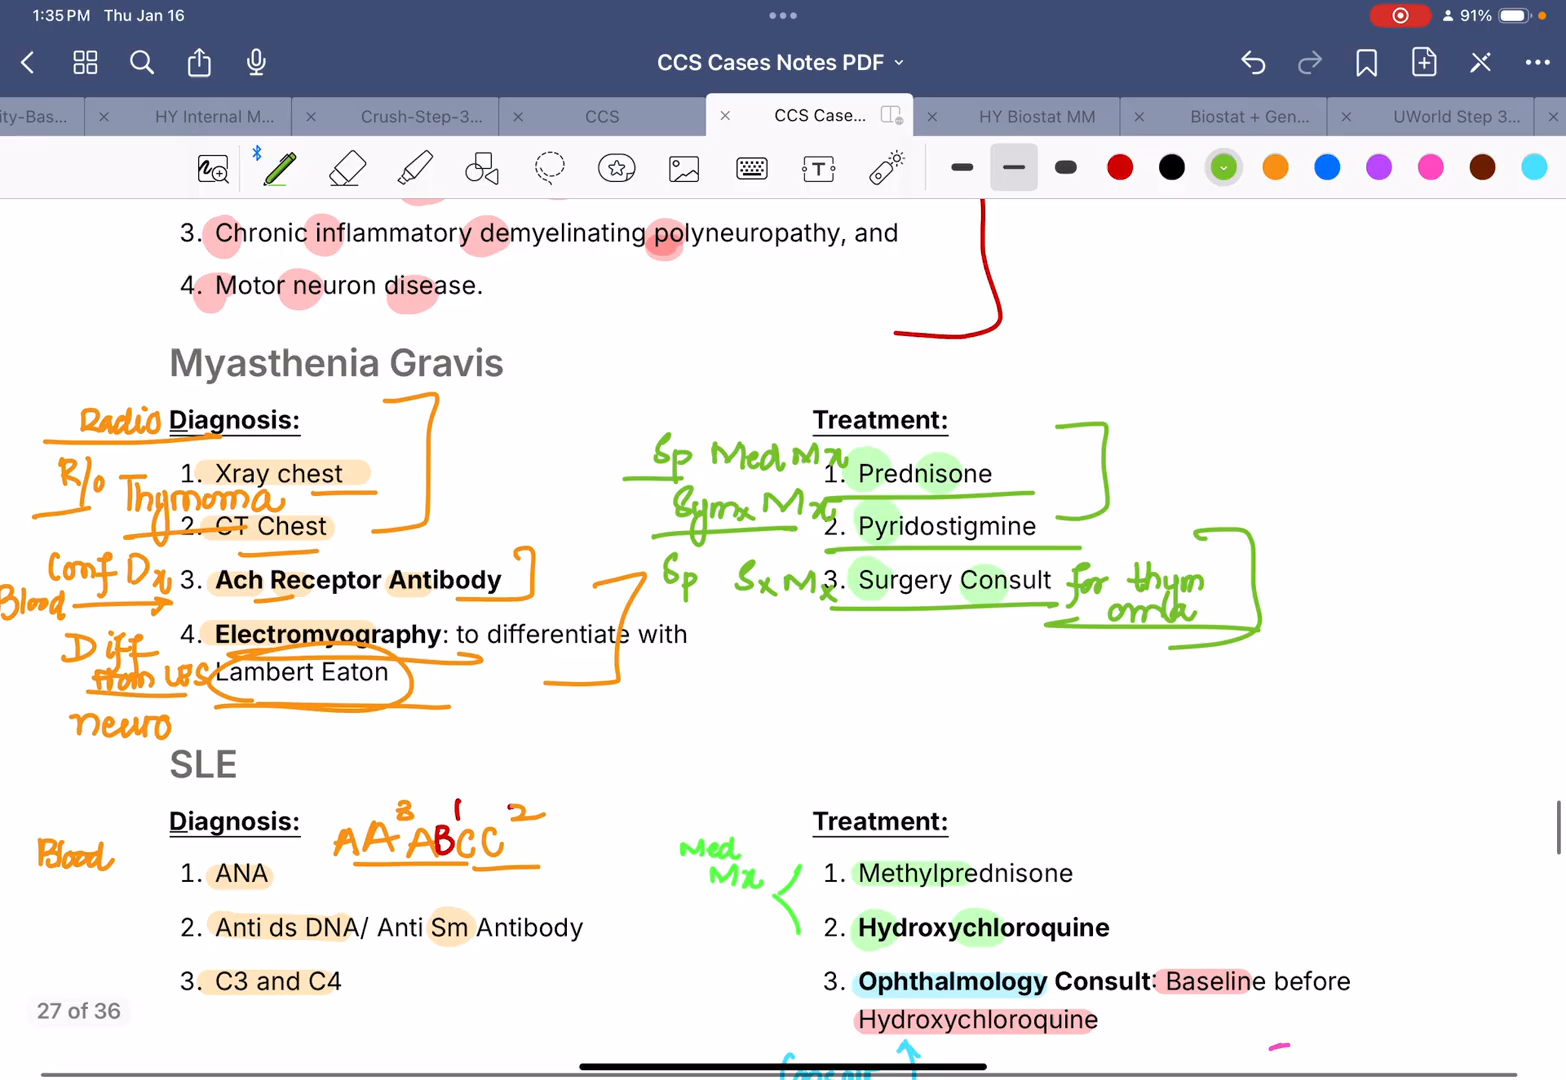 1:35 PM Thu Jan 16
91%
CCS Cases Notes PDF
ity-Bas...
HY Internal M...
Crush-Step-3...
CCS
CCS Case...
HY Biostat MM
Biostat + Gen...
UWorld Step 3...
3. Chronic inflammatory demyelinating polyneuropathy, and
4. Motor neuron disease.
Myasthenia Gravis
Radio Diagnosis:
R/o Thymoma
1. Xray chest
2. CT Chest
Conf Dx
Blood
3. Ach Receptor Antibody
4. Electromyography: to differentiate with
Lambert Eaton
Diff
from LES
neuro
Treatment:
Sp Med Mx
1. Prednisone
Symx Mx
2. Pyridostigmine
Sp Sx Mx
3. Surgery Consult for thym
oma
SLE
Diagnosis:
AA3AB1CC2
Blood
1. ANA
2. Anti ds DNA/ Anti Sm Antibody
3. C3 and C4
Treatment:
Med
Mx
1. Methylprednisone
2. Hydroxychloroquine
3. Ophthalmology Consult: Baseline before
Hydroxychloroquine
27 of 36